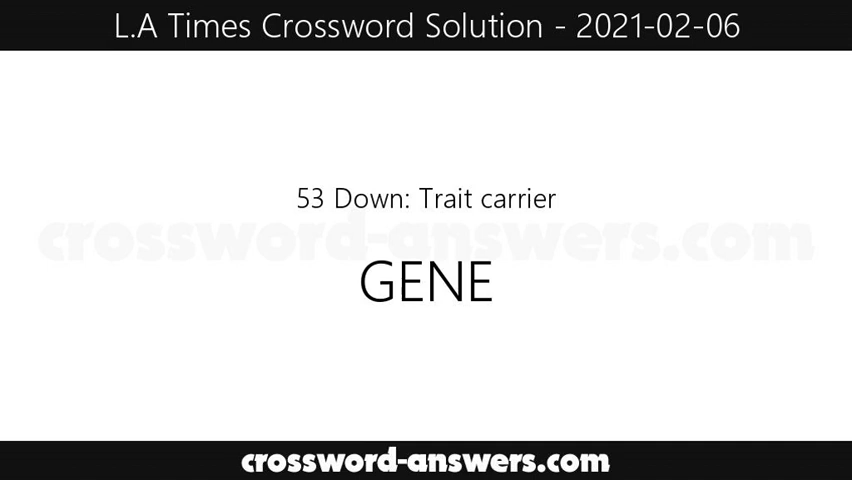 L.A Times Crossword Solution - 2021-02-06
53 Down: Trait carrier
crossword-answers.com
GENE
crossword-answers.com